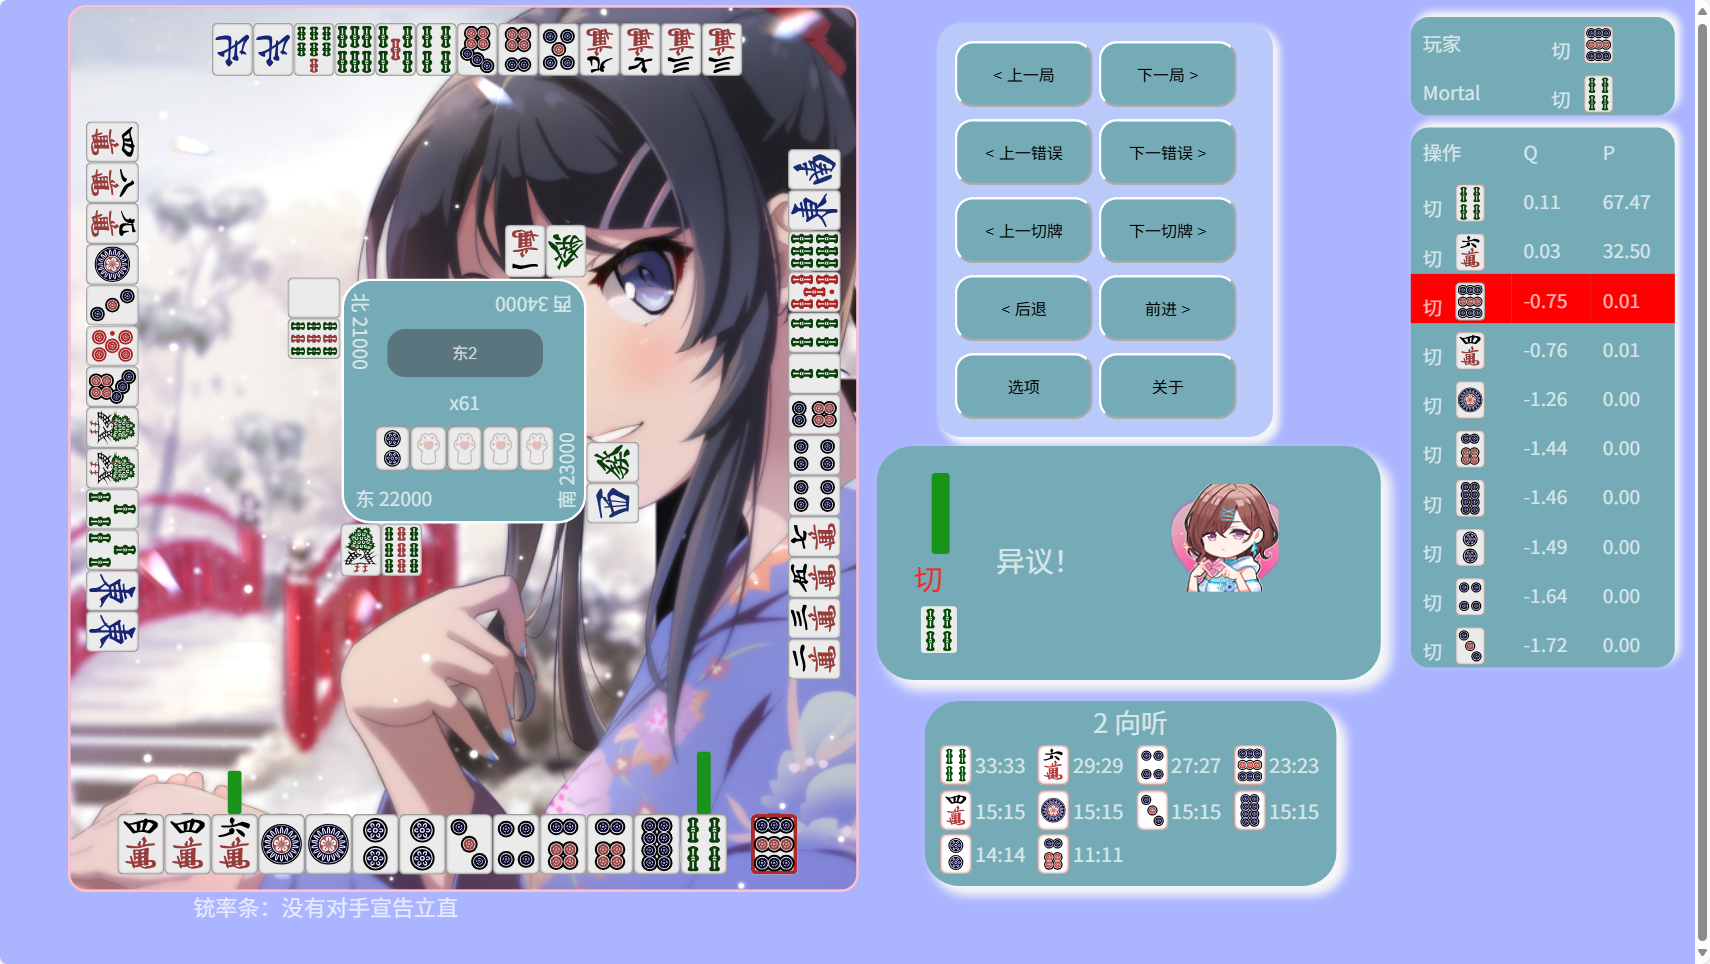 北 21000
西 34000
东2
x61
东 22000
南 23000
铳率条：没有对手宣告立直
< 上一局
下一局 >
< 上一错误
下一错误 >
< 上一切牌
下一切牌 >
< 后退
前进 >
选项
关于
切
异议！
2 向听
33:33
29:29
27:27
23:23
15:15
15:15
15:15
15:15
14:14
11:11
玩家 切
Mortal 切
操作 Q P
切 0.11 67.47
切 0.03 32.50
切 -0.75 0.01
切 -0.76 0.01
切 -1.26 0.00
切 -1.44 0.00
切 -1.46 0.00
切 -1.49 0.00
切 -1.64 0.00
切 -1.72 0.00